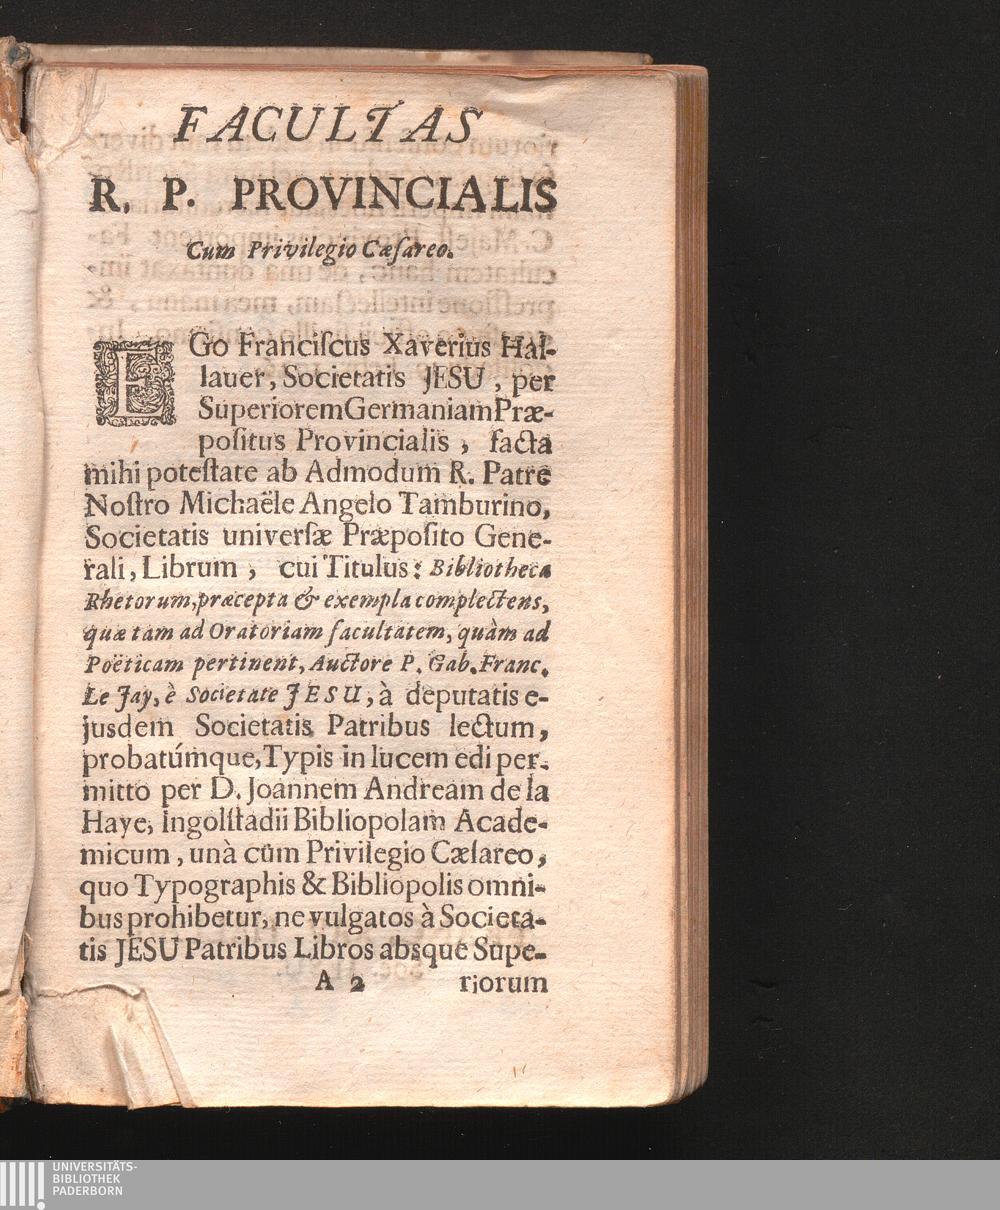 FACULTAS
R. P. PROVINCIALIS
Cum Privilegio Cæſareo.
EGo Franciſcus Xaverius Hal-
lauer, Societatis JESU, per
Superiorem Germaniam Præ-
poſitus Provincialis, facta
mihi poteſtate ab Admodum R. Patre
Noſtro Michaële Angelo Tamburino,
Societatis univerſæ Præpoſito Gene-
rali, Librum, cui Titulus: Bibliotheca
Rhetorum, præcepta & exempla complectens,
quæ tam ad Oratoriam facultatem, quàm ad
Poëticam pertinent, Auctore P. Gab. Franc.
Le Jay, è Societate JESU, à deputatis e-
jusdem Societatis Patribus lectum,
probatúmque, Typis in lucem edi per-
mitto per D. Joannem Andream de la
Haye, Ingolſtadii Bibliopolam Acade-
micum, unà cum Privilegio Cæſareo,
quo Typographis & Bibliopolis omni-
bus prohibetur, ne vulgatos à Societa-
tis JESU Patribus Libros absque Supe-
A 2 riorum
UNIVERSITÄTS-
BIBLIOTHEK
PADERBORN